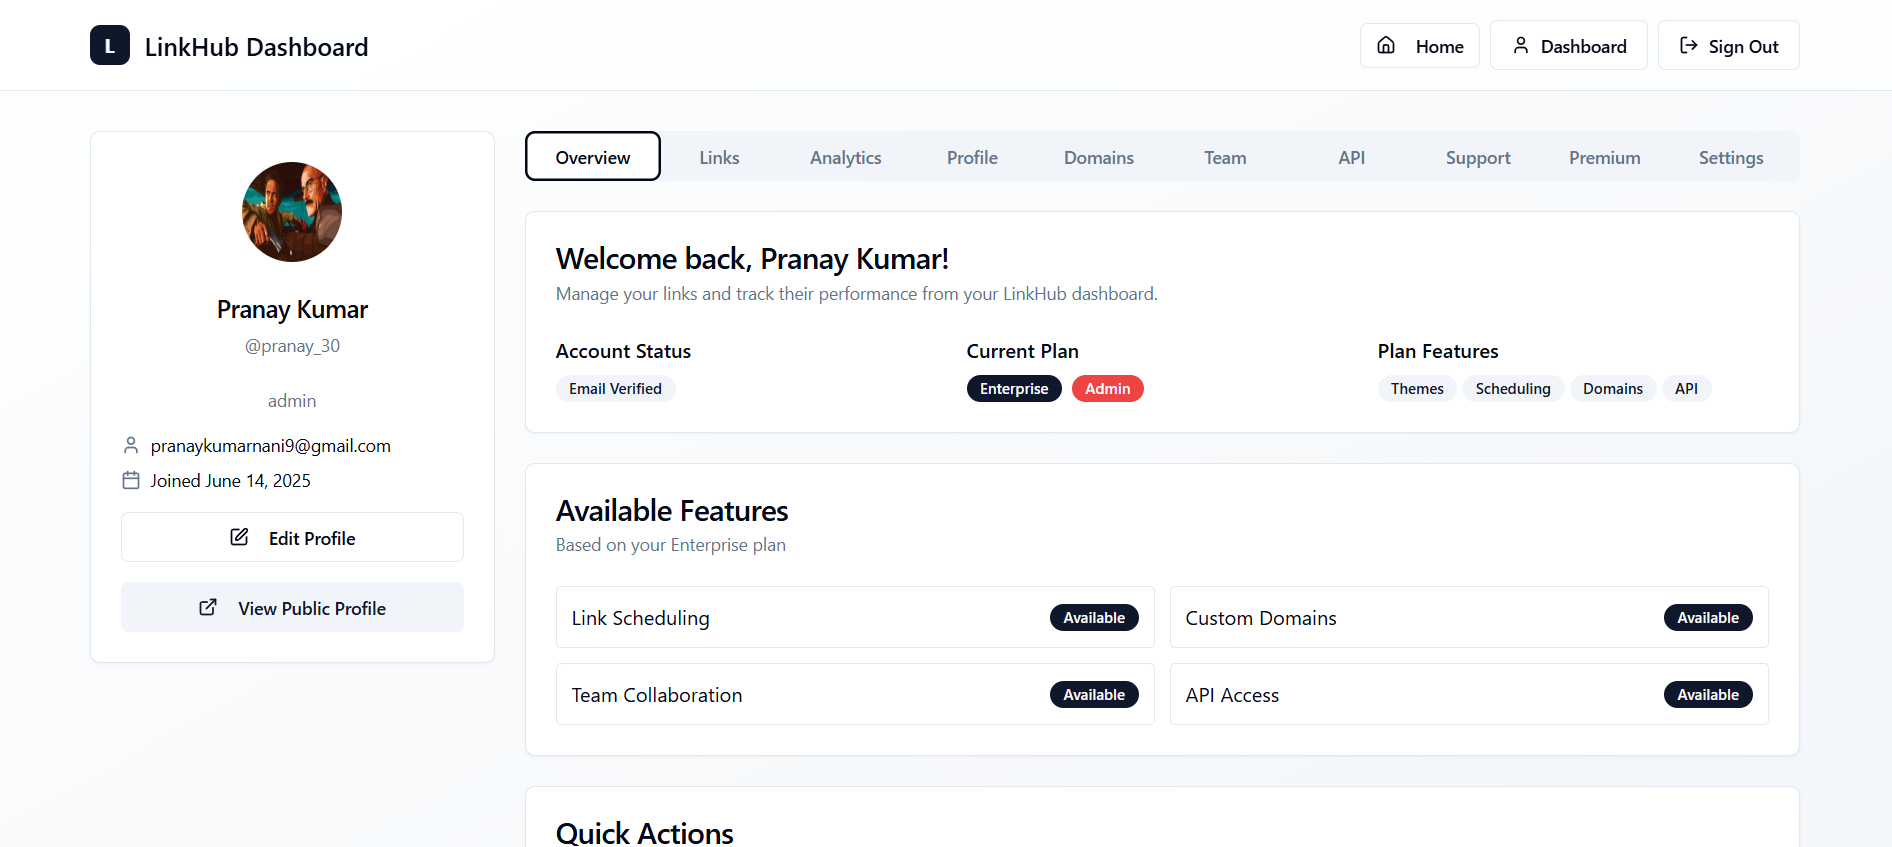 L LinkHub Dashboard
Home Dashboard Sign Out
Pranay Kumar
@pranay_30
admin
pranaykumarnani9@gmail.com
Joined June 14, 2025
Edit Profile
View Public Profile
Overview Links Analytics Profile Domains Team API Support Premium Settings
Welcome back, Pranay Kumar!
Manage your links and track their performance from your LinkHub dashboard.
Account Status
Email Verified
Current Plan
Enterprise Admin
Plan Features
Themes Scheduling Domains API
Available Features
Based on your Enterprise plan
Link Scheduling Available
Custom Domains Available
Team Collaboration Available
API Access Available
Quick Actions